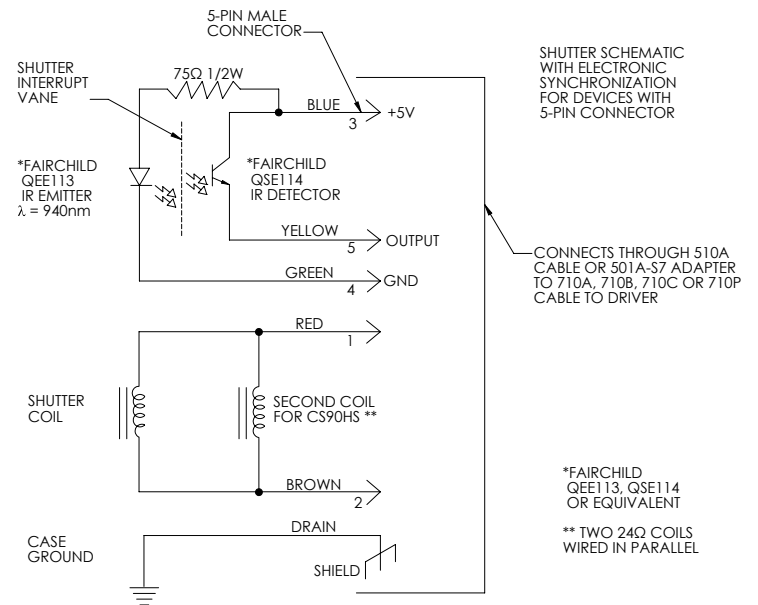 5-PIN MALE
CONNECTOR
SHUTTER SCHEMATIC
WITH ELECTRONIC
SYNCHRONIZATION
FOR DEVICES WITH
5-PIN CONNECTOR
SHUTTER
INTERRUPT
VANE
75Ω 1/2W
BLUE
3
+5V
*FAIRCHILD
QEE113
IR EMITTER
λ = 940nm
*FAIRCHILD
QSE114
IR DETECTOR
YELLOW
5
OUTPUT
GREEN
4
GND
CONNECTS THROUGH 510A
CABLE OR 501A-S7 ADAPTER
TO 710A, 710B, 710C OR 710P
CABLE TO DRIVER
RED
1
SHUTTER
COIL
SECOND COIL
FOR CS90HS **
BROWN
2
*FAIRCHILD
QEE113, QSE114
OR EQUIVALENT
** TWO 24Ω COILS
WIRED IN PARALLEL
DRAIN
CASE
GROUND
SHIELD